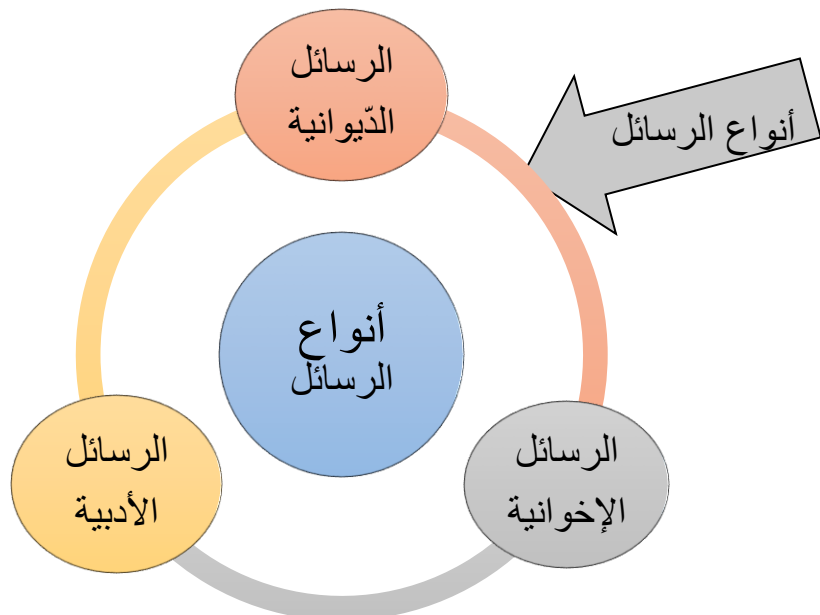 الرسائل
الدّيوانية
أنواع الرسائل
أنواع
الرسائل
الرسائل
الإخوانية
الرسائل
الأدبية